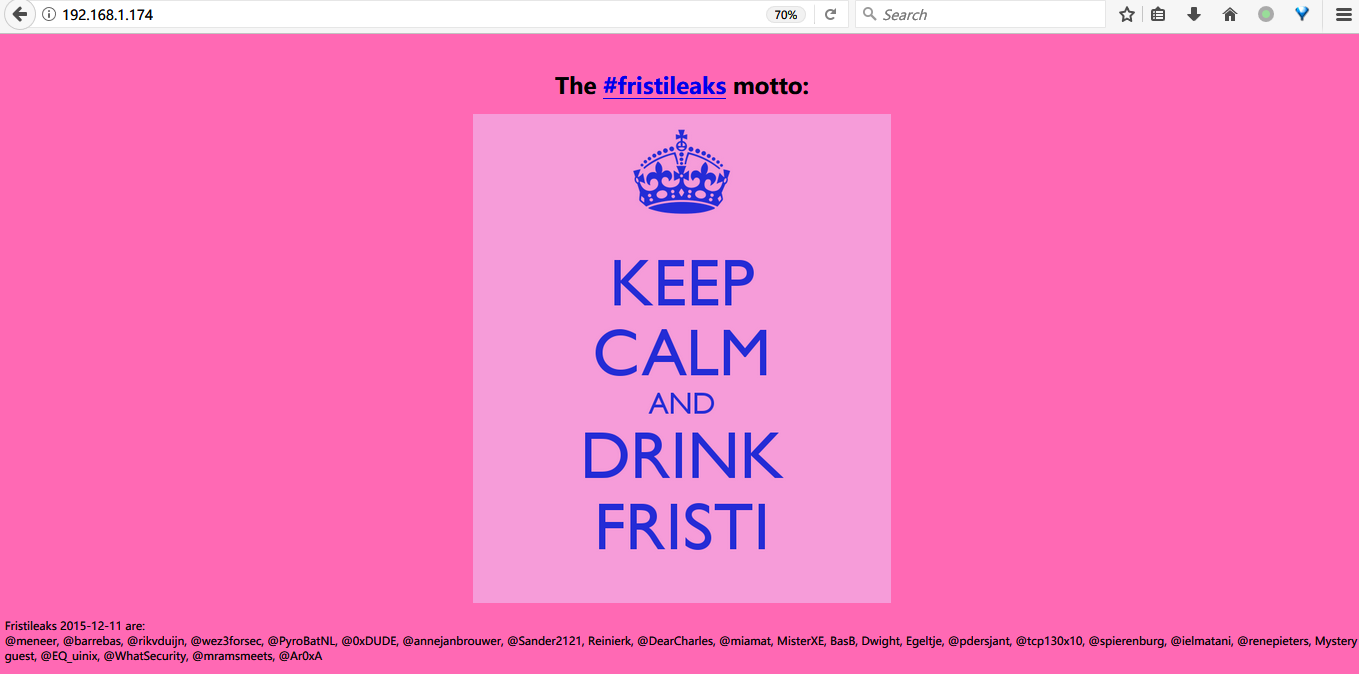 192.168.1.174
70%
Search
The #fristileaks motto:
KEEP
CALM
AND
DRINK
FRISTI
Fristileaks 2015-12-11 are:
@meneer, @barrebas, @rikvduijn, @wez3forsec, @PyroBatNL, @0xDUDE, @annejanbrouwer, @Sander2121, Reinierk, @DearCharles, @miamat, MisterXE, BasB, Dwight, Egeltje, @pdersjant, @tcp130x10, @spierenburg, @ielmatani, @renepieters, Mystery
guest, @EQ_uinix, @WhatSecurity, @mramsmeets, @Ar0xA